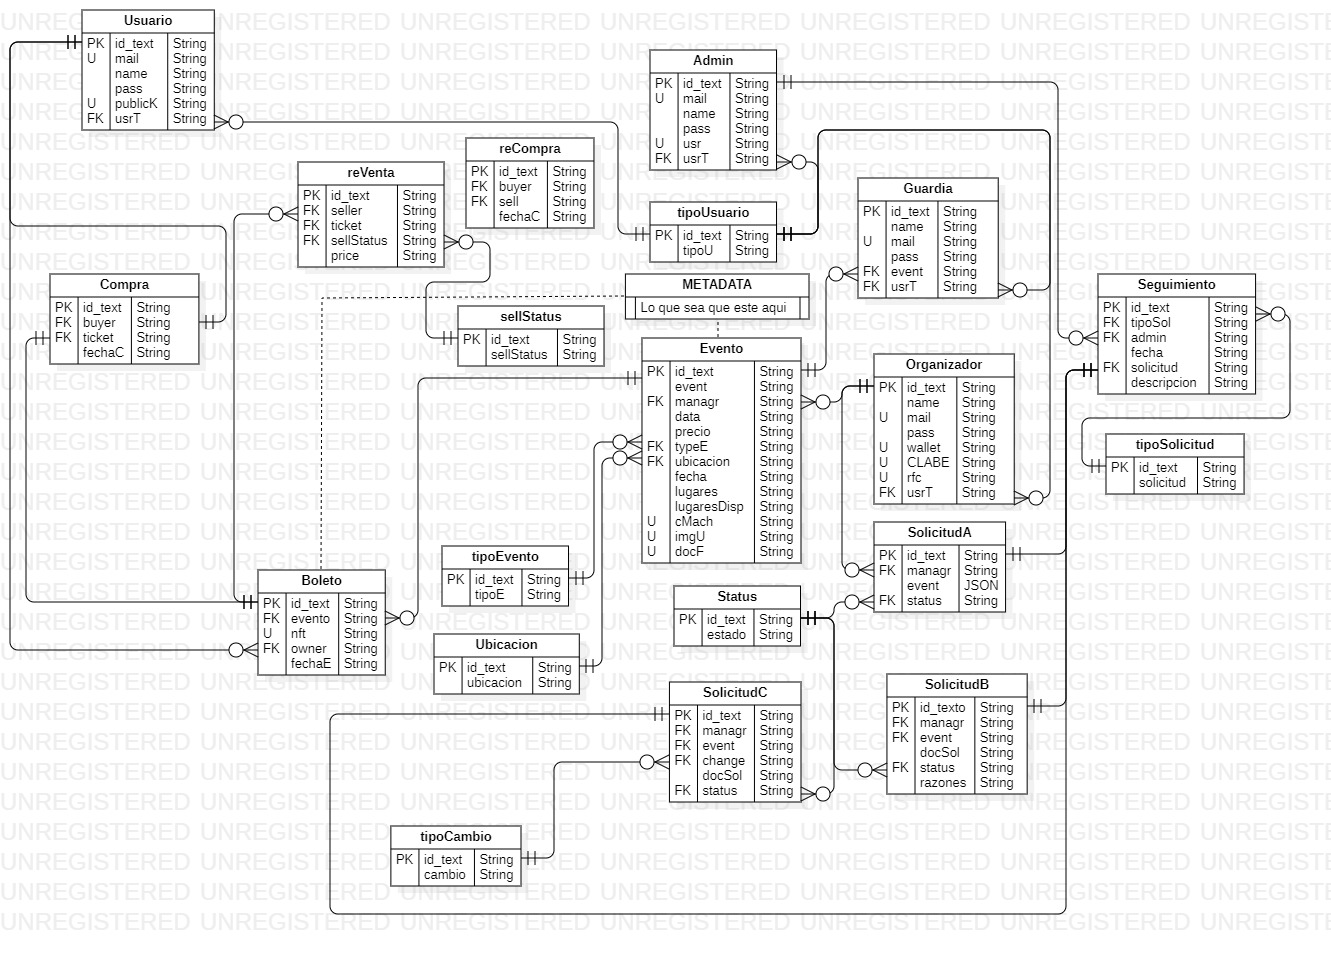 Usuario
PK id_text String
U mail String
name String
pass String
U publicK String
FK usrT String
Admin
PK id_text String
U mail String
name String
pass String
U usr String
FK usrT String
reCompra
PK id_text String
FK buyer String
FK sell String
fechaC String
reVenta
PK id_text String
FK seller String
FK ticket String
FK sellStatus String
price String
tipoUsuario
PK id_text String
tipoU String
Guardia
PK id_text String
name String
U mail String
pass String
FK event String
FK usrT String
Compra
PK id_text String
FK buyer String
FK ticket String
fechaC String
METADATA
Lo que sea que este aqui
Seguimiento
PK id_text String
FK tipoSol String
FK admin String
fecha String
FK solicitud String
descripcion String
sellStatus
PK id_text String
sellStatus String
Evento
PK id_text String
event String
FK managr String
data String
precio String
FK typeE String
FK ubicacion String
fecha String
lugares String
lugaresDisp String
U cMach String
U imgU String
U docF String
Organizador
PK id_text String
name String
U mail String
pass String
U wallet String
U CLABE String
U rfc String
FK usrT String
tipoSolicitud
PK id_text String
solicitud String
SolicitudA
PK id_text String
FK managr String
event JSON
FK status String
tipoEvento
PK id_text String
tipoE String
Boleto
PK id_text String
FK evento String
U nft String
FK owner String
fechaE String
Status
PK id_text String
estado String
Ubicacion
PK id_text String
ubicacion String
SolicitudC
PK id_text String
FK managr String
FK event String
FK change String
docSol String
FK status String
SolicitudB
PK id_texto String
FK managr String
FK event String
docSol String
FK status String
razones String
tipoCambio
PK id_text String
cambio String
UNREGISTERED